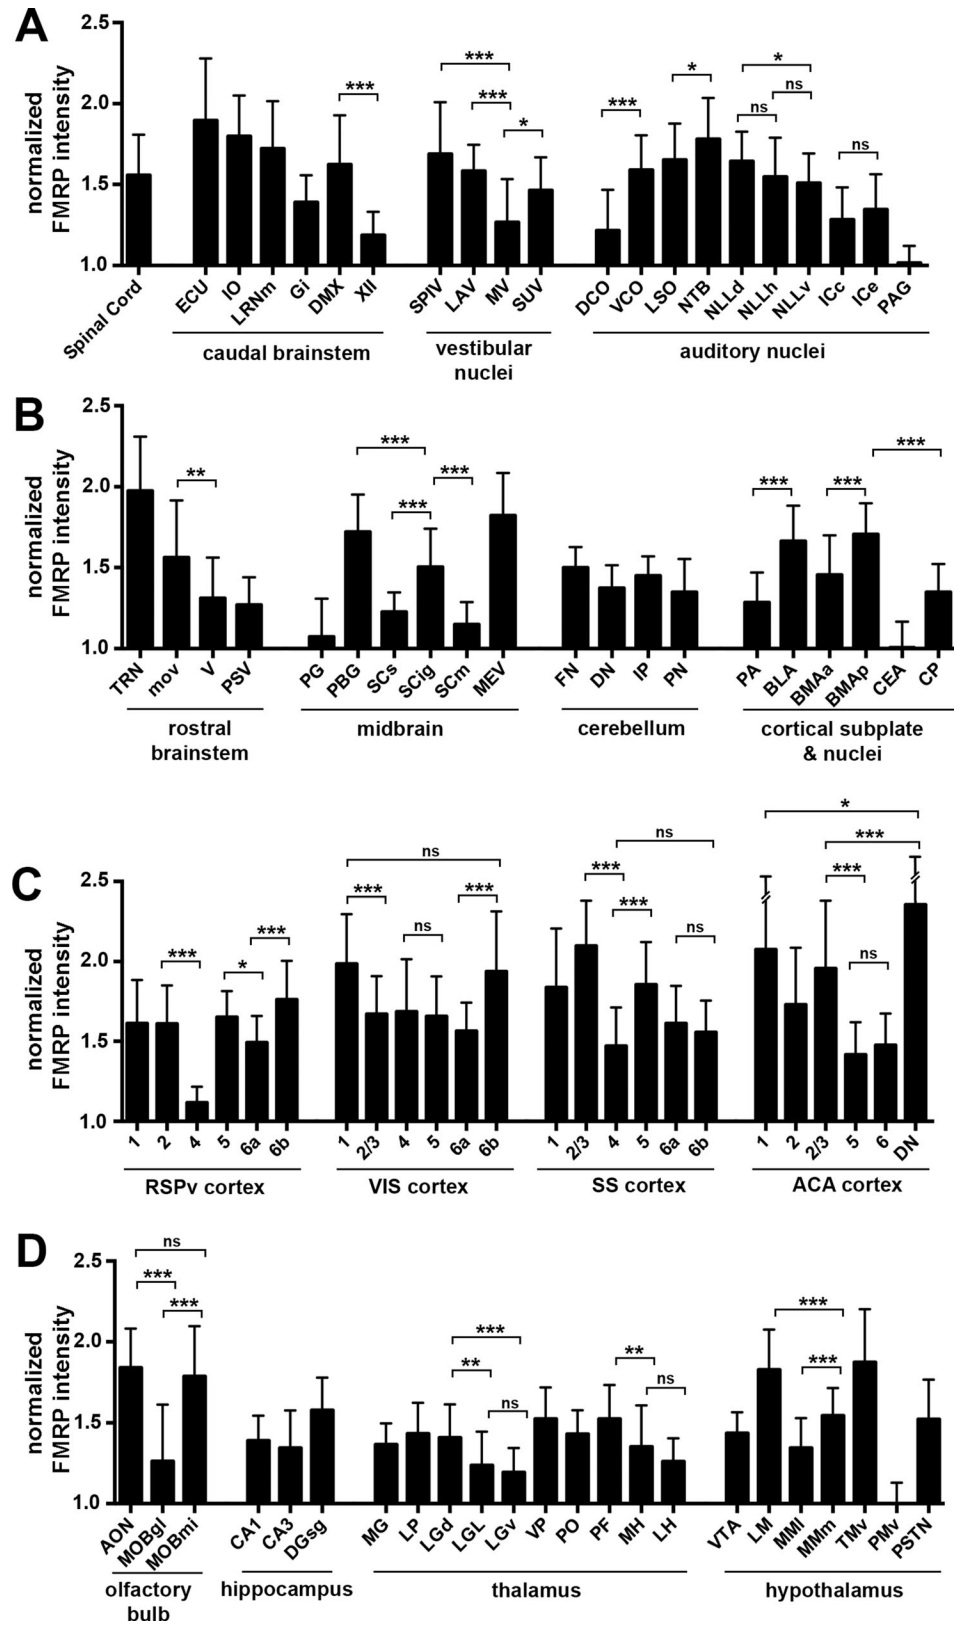 A
normalized
FMRP intensity
2.5
2.0
1.5
1.0
*** *** *** * *** * ns * ns ns
Spinal Cord ECU IO LRNm Gi DMX XII SPIV LAV MV SUV DCO VCO LSO NTB NLLd NLLh NLLv ICc ICe PAG
caudal brainstem
vestibular
nuclei
auditory nuclei
B
normalized
FMRP intensity
2.5
2.0
1.5
1.0
** *** *** *** *** *** ***
TRN mov V PSV PG PBG SCs SCig SCm MEV FN DN IP PN PA BLA BMAa BMAp CEA CP
rostral
brainstem
midbrain
cerebellum
cortical subplate
& nuclei
C
normalized
FMRP intensity
2.5
2.0
1.5
1.0
*** * *** ns *** ns *** ns *** *** ns * *** *** ns
1 2 4 5 6a 6b 1 2/3 4 5 6a 6b 1 2/3 4 5 6a 6b 1 2 2/3 5 6 DN
RSPv cortex
VIS cortex
SS cortex
ACA cortex
D
normalized
FMRP intensity
2.5
2.0
1.5
1.0
ns *** *** *** ** ns ** ns *** ***
AON MOBgl MOBmi CA1 CA3 DGsg MG LP LGd LGL LGv VP PO PF MH LH VTA LM MMl MMm TMv PMv PSTN
olfactory
bulb
hippocampus
thalamus
hypothalamus